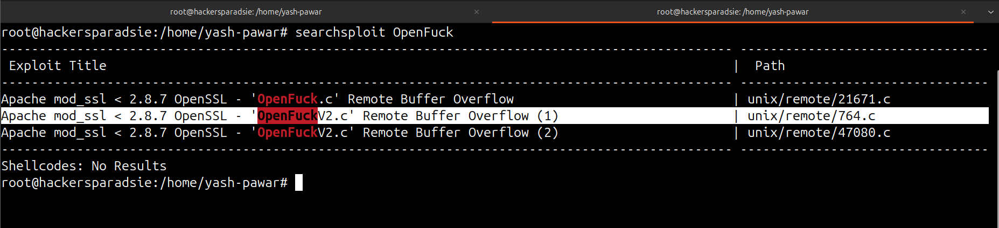 root@hackersparadsie: /home/yash-pawar × root@hackersparadsie: /home/yash-pawar ×
root@hackersparadsie:/home/yash-pawar# searchsploit OpenFuck
------------------------------------------------------------------------------------------------- ---------------------------------
Exploit Title | Path
------------------------------------------------------------------------------------------------- ---------------------------------
Apache mod_ssl < 2.8.7 OpenSSL - 'OpenFuck.c' Remote Buffer Overflow | unix/remote/21671.c
Apache mod_ssl < 2.8.7 OpenSSL - 'OpenFuckV2.c' Remote Buffer Overflow (1) | unix/remote/764.c
Apache mod_ssl < 2.8.7 OpenSSL - 'OpenFuckV2.c' Remote Buffer Overflow (2) | unix/remote/47080.c
------------------------------------------------------------------------------------------------- ---------------------------------
Shellcodes: No Results
root@hackersparadsie:/home/yash-pawar#